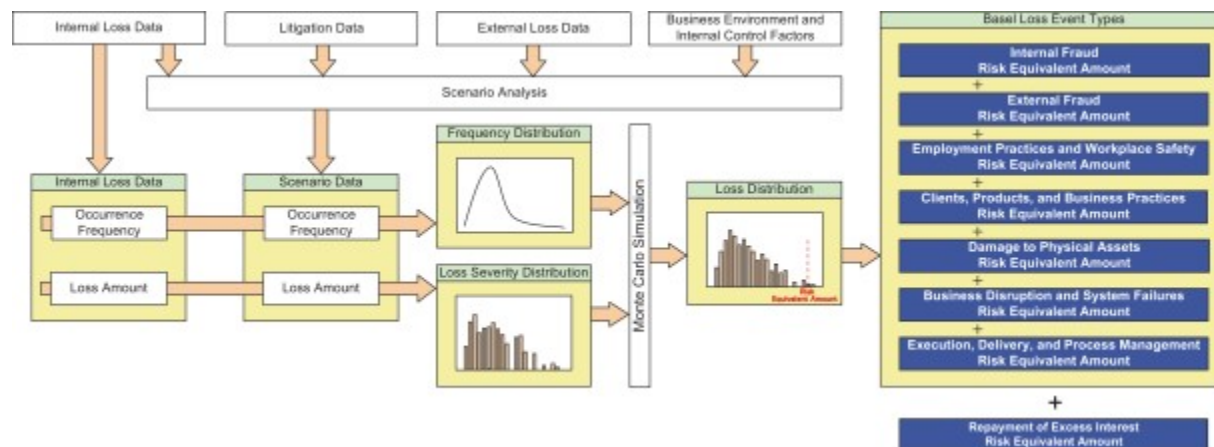 Internal Loss Data
Litigation Data
External Loss Data
Business Environment and
Internal Control Factors
Scenario Analysis
Internal Loss Data
Occurrence
Frequency
Loss Amount
Scenario Data
Occurrence
Frequency
Loss Amount
Frequency Distribution
Loss Severity Distribution
Monte Carlo Simulation
Loss Distribution
Risk
Equivalent Amount
Basel Loss Event Types
Internal Fraud
Risk Equivalent Amount
+
External Fraud
Risk Equivalent Amount
+
Employment Practices and Workplace Safety
Risk Equivalent Amount
+
Clients, Products, and Business Practices
Risk Equivalent Amount
+
Damage to Physical Assets
Risk Equivalent Amount
+
Business Disruption and System Failures
Risk Equivalent Amount
+
Execution, Delivery, and Process Management
Risk Equivalent Amount
+
Repayment of Excess Interest
Risk Equivalent Amount